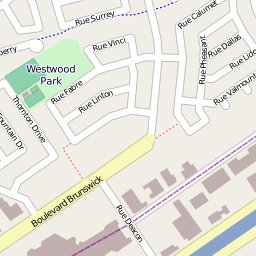 Rue Surrey
Rue Calumet
Rue Vinci
Rue Dallas
Rue Pheasant
Westwood
Park
Rue Fabre
Rue Linton
Rue Valmour
Thornton Drive
Boulevard Brunswick
Rue Deacon